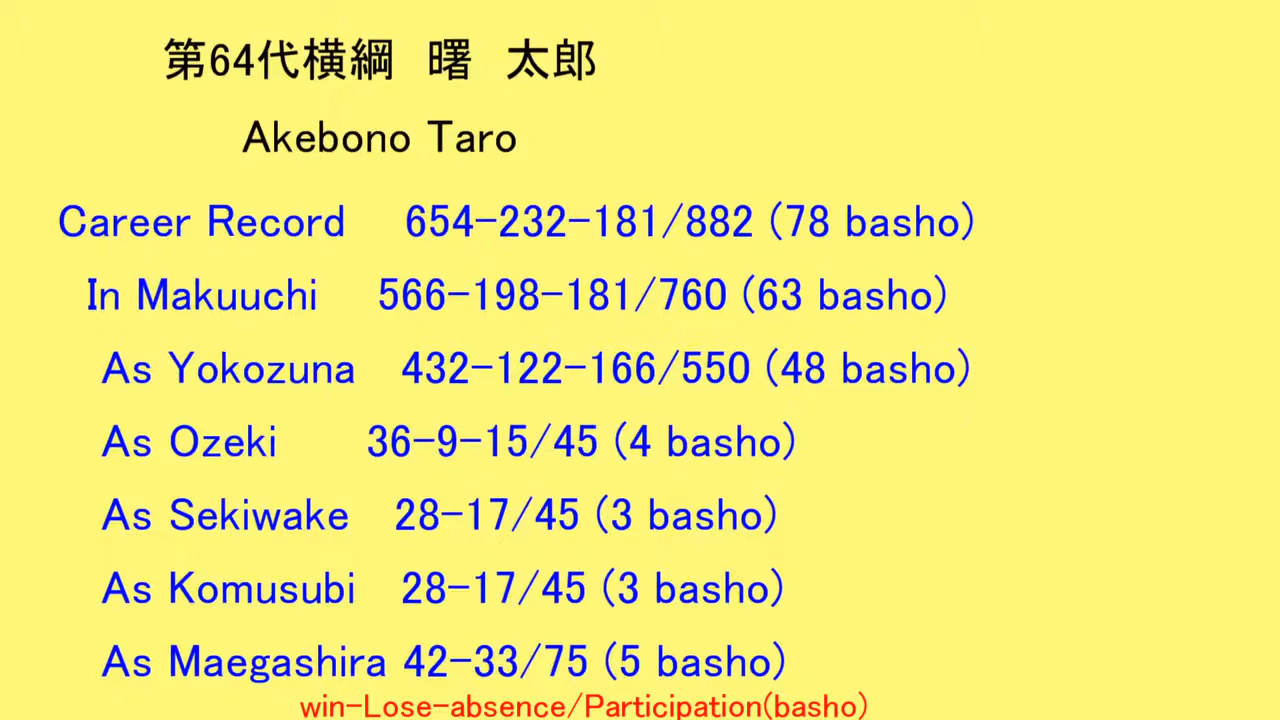 第64代横綱 曙 太郎
Akebono Taro
Career Record 654-232-181/882 (78 basho)
In Makuuchi 566-198-181/760 (63 basho)
As Yokozuna 432-122-166/550 (48 basho)
As Ozeki 36-9-15/45 (4 basho)
As Sekiwake 28-17/45 (3 basho)
As Komusubi 28-17/45 (3 basho)
As Maegashira 42-33/75 (5 basho)
win-Lose-absence/Participation(basho)